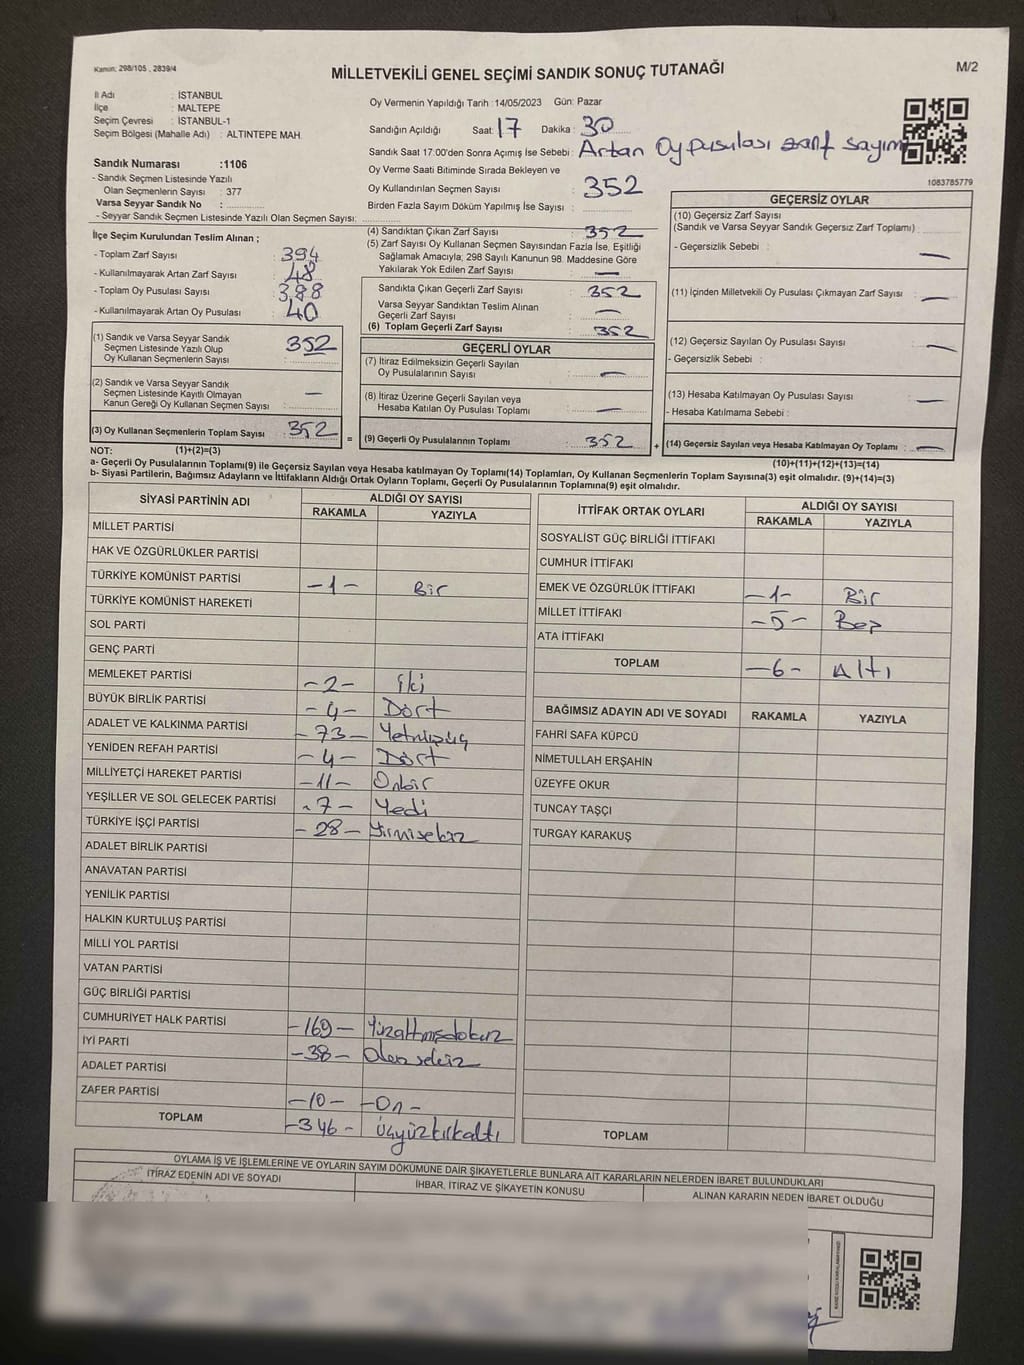 Kanun: 298/105 , 2839/4
MİLLETVEKİLİ GENEL SEÇİMİ SANDIK SONUÇ TUTANAĞI
M/2
İl Adı : İSTANBUL
İlçe : MALTEPE
Seçim Çevresi : İSTANBUL-1
Seçim Bölgesi (Mahalle Adı) : ALTINTEPE MAH.
Oy Vermenin Yapıldığı Tarih :14/05/2023 Gün: Pazar
Sandığın Açıldığı Saat: 17 Dakika : 30
Sandık Saat 17:00'den Sonra Açımış İse Sebebi : Artan Oy pusulası zarf sayım
Sandık Numarası :1106
- Sandık Seçmen Listesinde Yazılı
Olan Seçmenlerin Sayısı : 377
Varsa Seyyar Sandık No :
- Seyyar Sandık Seçmen Listesinde Yazılı Olan Seçmen Sayısı:
Oy Verme Saati Bitiminde Sırada Bekleyen ve
Oy Kullandırılan Seçmen Sayısı : 352
Birden Fazla Sayım Döküm Yapılmış İse Sayısı :
1083785779
İlçe Seçim Kurulundan Teslim Alınan ;
- Toplam Zarf Sayısı : 394
- Kullanılmayarak Artan Zarf Sayısı : 48
- Toplam Oy Pusulası Sayısı : 388
- Kullanılmayarak Artan Oy Pusulası : 40
(1) Sandık ve Varsa Seyyar Sandık
Seçmen Listesinde Yazılı Olup
Oy Kullanan Seçmenlerin Sayısı : 352
(2) Sandık ve Varsa Seyyar Sandık
Seçmen Listesinde Kayıtlı Olmayan
Kanun Gereği Oy Kullanan Seçmen Sayısı : —
(3) Oy Kullanan Seçmenlerin Toplam Sayısı : 352 =
(4) Sandıktan Çıkan Zarf Sayısı : 352
(5) Zarf Sayısı Oy Kullanan Seçmen Sayısından Fazla İse, Eşitliği
Sağlamak Amacıyla, 298 Sayılı Kanunun 98. Maddesine Göre
Yakılarak Yok Edilen Zarf Sayısı : —
Sandıkta Çıkan Geçerli Zarf Sayısı : 352
Varsa Seyyar Sandıktan Teslim Alınan
Geçerli Zarf Sayısı : —
(6) Toplam Geçerli Zarf Sayısı : 352
GEÇERLİ OYLAR
(7) İtiraz Edilmeksizin Geçerli Sayılan
Oy Pusulalarının Sayısı : —
(8) İtiraz Üzerine Geçerli Sayılan veya
Hesaba Katılan Oy Pusulası Toplamı : —
(9) Geçerli Oy Pusulalarının Toplamı : 352 +
GEÇERSİZ OYLAR
(10) Geçersiz Zarf Sayısı
(Sandık ve Varsa Seyyar Sandık Geçersiz Zarf Toplamı) :
- Geçersizlik Sebebi : —
(11) İçinden Milletvekili Oy Pusulası Çıkmayan Zarf Sayısı : —
(12) Geçersiz Sayılan Oy Pusulası Sayısı : —
- Geçersizlik Sebebi :
(13) Hesaba Katılmayan Oy Pusulası Sayısı : —
- Hesaba Katılmama Sebebi :
(14) Geçersiz Sayılan veya Hesaba Katılmayan Oy Toplamı : —
NOT: (1)+(2)=(3) (10)+(11)+(12)+(13)=(14)
a- Geçerli Oy Pusulalarının Toplamı(9) ile Geçersiz Sayılan veya Hesaba katılmayan Oy Toplamı(14) Toplamları, Oy Kullanan Seçmenlerin Toplam Sayısına(3) eşit olmalıdır. (9)+(14)=(3)
b- Siyasi Partilerin, Bağımsız Adayların ve İttifakların Aldığı Ortak Oyların Toplamı, Geçerli Oy Pusulalarının Toplamına(9) eşit olmalıdır.
SİYASİ PARTİNİN ADI ALDIĞI OY SAYISI
RAKAMLA YAZIYLA
MİLLET PARTİSİ
HAK VE ÖZGÜRLÜKLER PARTİSİ
TÜRKİYE KOMÜNİST PARTİSİ -1- Bir
TÜRKİYE KOMÜNİST HAREKETİ
SOL PARTİ
GENÇ PARTİ
MEMLEKET PARTİSİ -2- iki
BÜYÜK BİRLİK PARTİSİ -4- Dört
ADALET VE KALKINMA PARTİSİ -73- Yetmişüç
YENİDEN REFAH PARTİSİ -4- Dört
MİLLİYETÇİ HAREKET PARTİSİ -11- Onbir
YEŞİLLER VE SOL GELECEK PARTİSİ -7- Yedi
TÜRKİYE İŞÇİ PARTİSİ -28- Yirmisekiz
ADALET BİRLİK PARTİSİ
ANAVATAN PARTİSİ
YENİLİK PARTİSİ
HALKIN KURTULUŞ PARTİSİ
MİLLİ YOL PARTİSİ
VATAN PARTİSİ
GÜÇ BİRLİĞİ PARTİSİ
CUMHURİYET HALK PARTİSİ -169- Yüzaltmışdokuz
İYİ PARTİ -38- Otuzsekiz
ADALET PARTİSİ
ZAFER PARTİSİ -10- -On-
TOPLAM -346- Üçyüzkırkaltı
İTTİFAK ORTAK OYLARI ALDIĞI OY SAYISI
RAKAMLA YAZIYLA
SOSYALİST GÜÇ BİRLİĞİ İTTİFAKI
CUMHUR İTTİFAKI
EMEK VE ÖZGÜRLÜK İTTİFAKI -1- Bir
MİLLET İTTİFAKI -5- Beş
ATA İTTİFAKI
TOPLAM -6- Altı
BAĞIMSIZ ADAYIN ADI VE SOYADI RAKAMLA YAZIYLA
FAHRİ SAFA KÜPCÜ
NİMETULLAH ERŞAHİN
ÜZEYFE OKUR
TUNCAY TAŞÇI
TURGAY KARAKUŞ
TOPLAM
OYLAMA İŞ VE İŞLEMLERİNE VE OYLARIN SAYIM DÖKÜMÜNE DAİR ŞİKAYETLERLE BUNLARA AİT KARARLARIN NELERDEN İBARET BULUNDUKLARI
İTİRAZ EDENİN ADI VE SOYADI İHBAR, İTİRAZ VE ŞİKAYETİN KONUSU ALINAN KARARIN NEDEN İBARET OLDUĞU